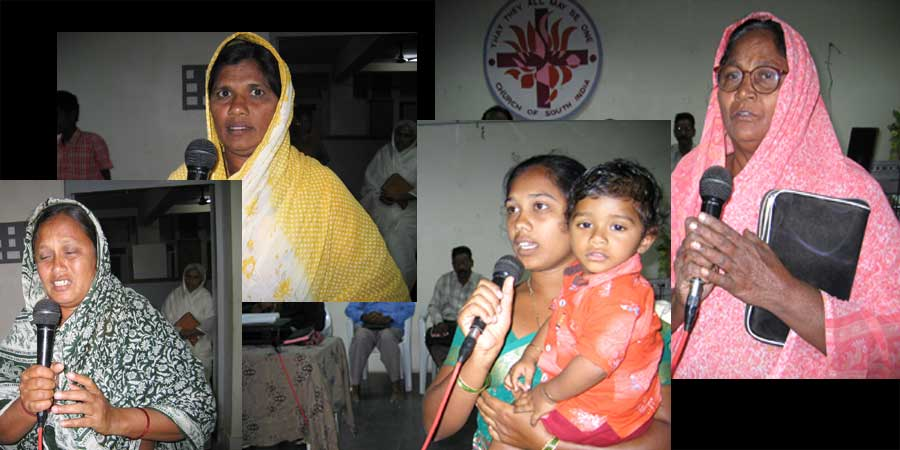 THAT THEY ALL MAY BE ONE
CHURCH OF SOUTH INDIA